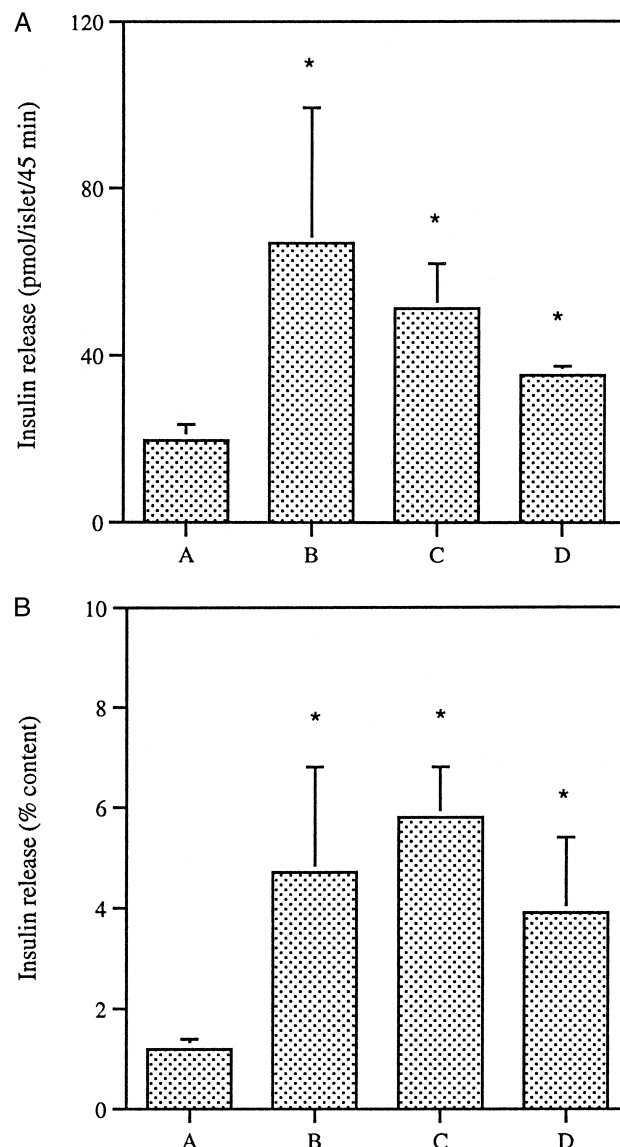 A
Insulin release (pmol/islet/45 min)
120
80
40
0
*
*
*
A B C D
B
Insulin release (% content)
10
8
6
4
2
0
*
*
*
A B C D